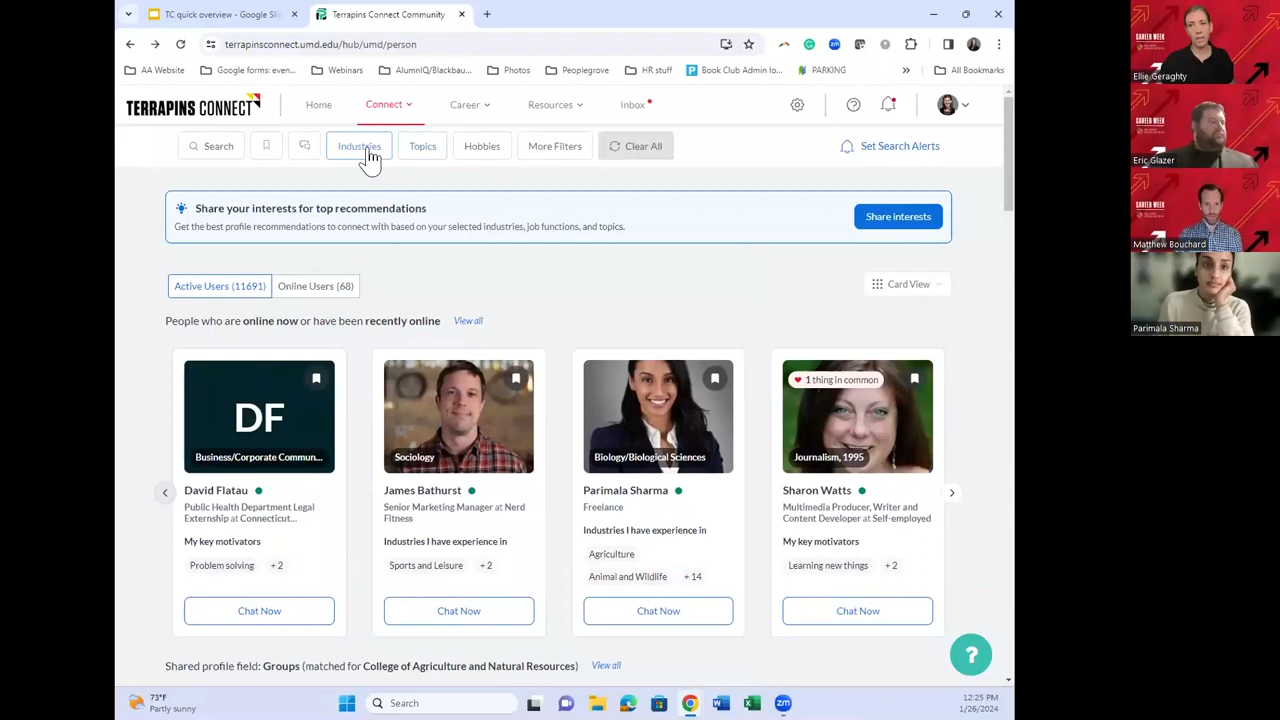 TC quick overview - Google Sli
Terrapins Connect Community
terrapinsconnect.umd.edu/hub/umd/person
AA Website
Google forms: even...
Webinars
AlumnIQ/Blackbau...
Photos
Peoplegrove
HR stuff
Book Club Admin lo...
PARKING
All Bookmarks
TERRAPINS CONNECT
Home
Connect
Career
Resources
Inbox
Search
Industries
Topics
Hobbies
More Filters
Clear All
Set Search Alerts
Share your interests for top recommendations
Get the best profile recommendations to connect with based on your selected industries, job functions, and topics.
Share interests
Active Users (11691)
Online Users (68)
Card View
People who are online now or have been recently online
View all
DF
Business/Corporate Commun...
David Flatau
Public Health Department Legal
Externship at Connecticut...
My key motivators
Problem solving
+ 2
Chat Now
Sociology
James Bathurst
Senior Marketing Manager at Nerd
Fitness
Industries I have experience in
Sports and Leisure
+ 2
Chat Now
Biology/Biological Sciences
Parimala Sharma
Freelance
Industries I have experience in
Agriculture
Animal and Wildlife
+ 14
Chat Now
1 thing in common
Journalism, 1995
Sharon Watts
Multimedia Producer, Writer and
Content Developer at Self-employed
My key motivators
Learning new things
+ 2
Chat Now
Shared profile field: Groups (matched for College of Agriculture and Natural Resources)
View all
?
73°F
Partly sunny
Search
12:25 PM
1/26/2024
CAREER
WEEK
Ellie Geraghty
CAREER
WEEK
Eric Glazer
CAREER
WEEK
Matthew Bouchard
Parimala Sharma